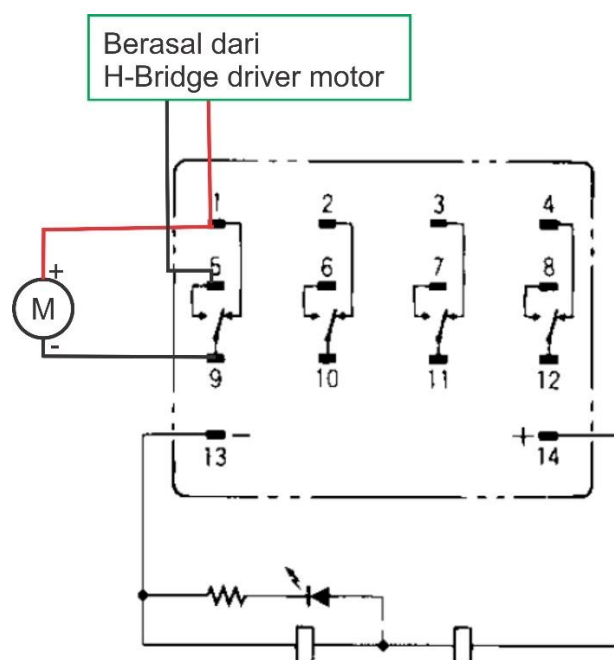 Berasal dari
H-Bridge driver motor
1 2 3 4
5 6 7 8
+
M
-
9 10 11 12
− +
13 14